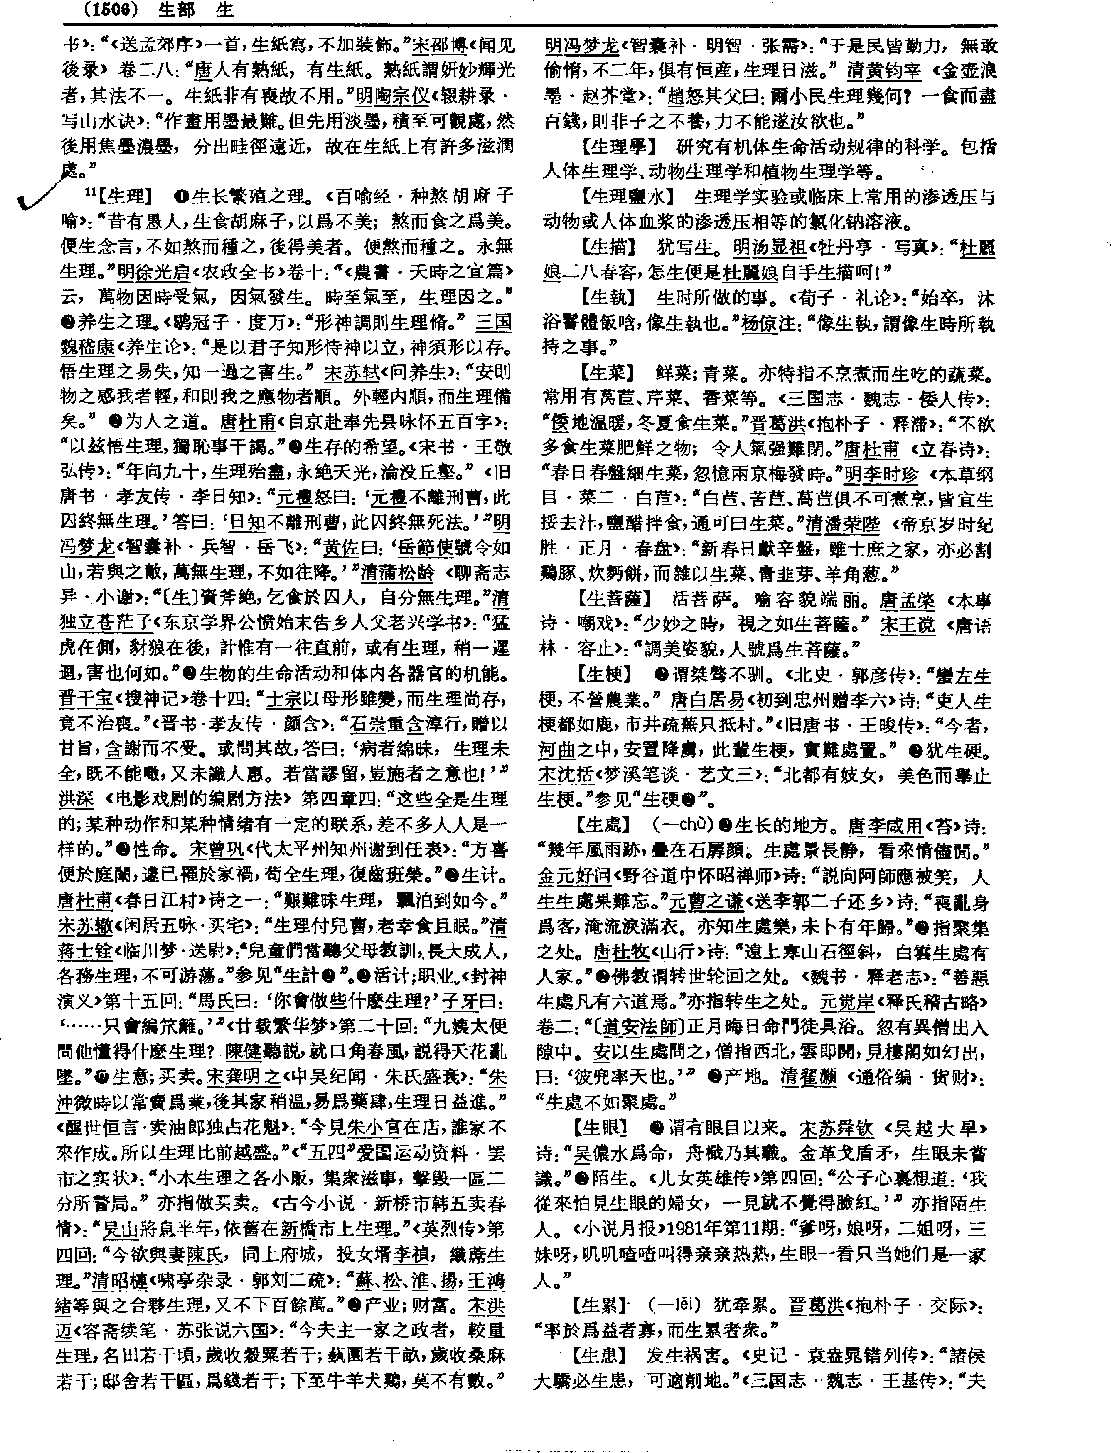 (1506) 生部 生
书》：“《送孟郊序》一首，生紙寫，不加裝飾。”宋邵博《闻见
後录》卷二八：“唐人有熟紙，有生紙。熟紙謂妍妙輝光
者，其法不一。生紙非有喪故不用。”明陶宗仪《辍耕录·
写山水诀》：“作畫用墨最難。但先用淡墨，積至可觀處，然
後用焦墨濃墨，分出畦徑遠近，故在生紙上有許多滋潤
處。”
11【生理】 ❶生长繁殖之理。《百喻经·种熬胡麻子
喻》：“昔有愚人，生食胡麻子，以爲不美；熬而食之爲美。
便生念言，不如熬而種之，後得美者。便熬而種之。永無
生理。”明徐光启《农政全书》卷十：“《農書·天時之宜篇》
云，萬物因時受氣，因氣發生。時至氣至，生理因之。”
❷养生之理。《鹖冠子·度万》：“形神調則生理脩。”三国
魏嵇康《养生论》：“是以君子知形恃神以立，神須形以存。
悟生理之易失，知一過之害生。”宋苏轼《问养生》：“安則
物之感我者輕，和則我之應物者順。外輕内順，而生理備
矣。”❸为人之道。唐杜甫《自京赴奉先县咏怀五百字》：
“以兹悟生理，獨恥事干謁。”❹生存的希望。《宋书·王敬
弘传》：“年向九十，生理殆盡，永絶天光，淪没丘壑。”《旧
唐书·孝友传·李日知》：“元禮怒曰：‘元禮不離刑曹，此
囚終無生理。’答曰：‘日知不離刑曹，此囚終無死法。’”明
冯梦龙《智囊补·兵智·岳飞》：“黄佐曰：‘岳節使號令如
山，若與之敵，萬無生理，不如往降。’”清蒲松龄《聊斋志
异·小谢》：“〔生〕資斧絶，乞食於囚人，自分無生理。”清
独立苍茫子《东京学界公愤始末告乡人父老兴学书》：“猛
虎在側，豺狼在後，計惟有一往直前，或有生理，稍一遲
迴，害也何如。”❺生物的生命活动和体内各器官的机能。
晋干宝《搜神记》卷十四：“士宗以母形雖變，而生理尚存，
竟不治喪。”《晋书·孝友传·颜含》：“石崇重含淳行，赠以
甘旨，含謝而不受。或問其故，答曰：‘病者綿昧，生理未
全，既不能噉，又未識人惠。若當謬留，豈施者之意也！’”
洪深《电影戏剧的编剧方法》第四章四：“这些全是生理
的；某种动作和某种情绪有一定的联系，差不多人人是一
样的。”❻性命。宋曾巩《代太平州知州谢到任表》：“方喜
便於庭闈，遽已罹於家禍，苟全生理，復齒班榮。”❼生计。
唐杜甫《春日江村》诗之一：“艱難昧生理，飄泊到如今。”
宋苏辙《闲居五咏·买宅》：“生理付兒曹，老幸食且眠。”清
蒋士铨《临川梦·送尉》：“兒童們當聽父母教訓，長大成人，
各務生理，不可游蕩。”参见“生計❷”。❽活计；职业。《封神
演义》第十五回：“馬氏曰：‘你會做些什麽生理？’子牙曰：
‘……只會編笊籬。’”《廿载繁华梦》第二十回：“九姨太便
問他懂得什麽生理？陳健聽説，就口角春風，説得天花亂
墜。”❾生意；买卖。宋龚明之《中吴纪闻·朱氏盛衰》：“朱
沖微時以常賣爲業，後其家稍温，易爲藥肆，生理日益進。”
《醒世恒言·卖油郎独占花魁》：“今見朱小官在店，誰家不
來作成。所以生理比前越盛。”《“五四”爱国运动资料·罢
市之实状》：“小木生理之各小販，集衆滋事，擊毁一區二
分所警局。”亦指做买卖。《古今小说·新桥市韩五卖春
情》：“吴山將息半年，依舊在新橋市上生理。”《英烈传》第
四回：“今欲與妻陳氏，同上府城，投女壻李禎，織蓆生
理。”清昭梿《啸亭杂录·郭刘二疏》：“蘇、松、淮、揚，王鴻
緒等與之合夥生理，又不下百餘萬。”❿产业；财富。宋洪
迈《容斋续笔·苏张说六国》：“今夫主一家之政者，較量
生理，名田若干頃，歲收穀粟若干；蓺園若干畝，歲收桑麻
若干；邸舍若干區，爲錢若干；下至牛羊犬鷄，莫不有數。”
明冯梦龙《智囊补·明智·张需》：“于是民皆勤力，無敢
偷惰，不二年，俱有恒産，生理日滋。”清黄钧宰《金壶浪
墨·赵芥堂》：“趙怒其父曰：爾小民生理幾何？一食而盡
百錢，則非子之不養，力不能遂汝欲也。”
【生理學】 研究有机体生命活动规律的科学。包括
人体生理学、动物生理学和植物生理学等。
【生理鹽水】 生理学实验或临床上常用的渗透压与
动物或人体血浆的渗透压相等的氯化钠溶液。
【生描】 犹写生。明汤显祖《牡丹亭·写真》：“杜麗
娘二八春容，怎生便是杜麗娘自手生描呵！”
【生執】 生时所做的事。《荀子·礼论》：“始卒，沐
浴鬠體飯唅，像生執也。”杨倞注：“像生執，謂像生時所執
持之事。”
【生菜】 鲜菜；青菜。亦特指不烹煮而生吃的蔬菜。
常用有莴苣、芹菜、香菜等。《三国志·魏志·倭人传》：
“倭地温暖，冬夏食生菜。”晋葛洪《抱朴子·释滞》：“不欲
多食生菜肥鮮之物；令人氣强難閉。”唐杜甫《立春诗》：
“春日春盤細生菜，忽憶兩京梅發時。”明李时珍《本草纲
目·菜二·白苣》：“白苣、苦苣、萵苣俱不可煮烹，皆宜生
挼去汁，鹽醋拌食，通可曰生菜。”清潘荣陛《帝京岁时纪
胜·正月·春盘》：“新春日獻辛盤，雖士庶之家，亦必割
鷄豚、炊麪餅，而雜以生菜、青韭芽、羊角葱。”
【生菩薩】 活菩萨。喻容貌端丽。唐孟棨《本事
诗·嘲戏》：“少妙之時，視之如生菩薩。”宋王谠《唐语
林·容止》：“調美姿貌，人號爲生菩薩。”
【生梗】 ❶谓桀骜不驯。《北史·郭彦传》：“蠻左生
梗，不營農業。”唐白居易《初到忠州赠李六》诗：“吏人生
梗都如鹿，市井疏蕪只抵村。”《旧唐书·王晙传》：“今者，
河曲之中，安置降虜，此輩生梗，實難處置。”❷犹生硬。
宋沈括《梦溪笔谈·艺文三》：“北都有妓女，美色而舉止
生梗。”参见“生硬❷”。
【生處】 (—chù)❶生长的地方。唐李咸用《苔》诗：
“幾年風雨跡，疊在石孱顔。生處景長静，看來情儘閒。”
金元好问《野谷道中怀昭禅师》诗：“説向阿師應被笑，人
生生處果難忘。”元曹之谦《送李郭二子还乡》诗：“喪亂身
爲客，淹流淚滿衣。亦知生處樂，未卜有年歸。”❷指聚集
之处。唐杜牧《山行》诗：“遠上寒山石徑斜，白雲生處有
人家。”❸佛教谓转世轮回之处。《魏书·释老志》：“善惡
生處凡有六道焉。”亦指转生之处。元觉岸《释氏稽古略》
卷二：“〔道安法師〕正月晦日命門徒具浴。忽有異僧出入
隙中。安以生處問之，僧指西北，雲即開，見樓閣如幻出，
曰：‘彼兜率天也。’”❹产地。清翟灏《通俗编·货财》：
“生處不如聚處。”
【生眼】 ❶谓有眼目以来。宋苏舜钦《吴越大旱》
诗：“吴儂水爲命，舟檝乃其職。金革戈盾矛，生眼未嘗
識。”❷陌生。《儿女英雄传》第四回：“公子心裏想道：‘我
從來怕見生眼的婦女，一見就不覺得臉紅。’”亦指陌生
人。《小说月报》1981年第11期：“爹呀，娘呀，二姐呀，三
妹呀，叽叽喳喳叫得亲亲热热，生眼一看只当她们是一家
人。”
【生累】 (—lěi) 犹牵累。晋葛洪《抱朴子·交际》：
“率於爲益者寡，而生累者衆。”
【生患】 发生祸害。《史记·袁盎晁错列传》：“諸侯
大驕必生患，可適削地。”《三国志·魏志·王基传》：“夫